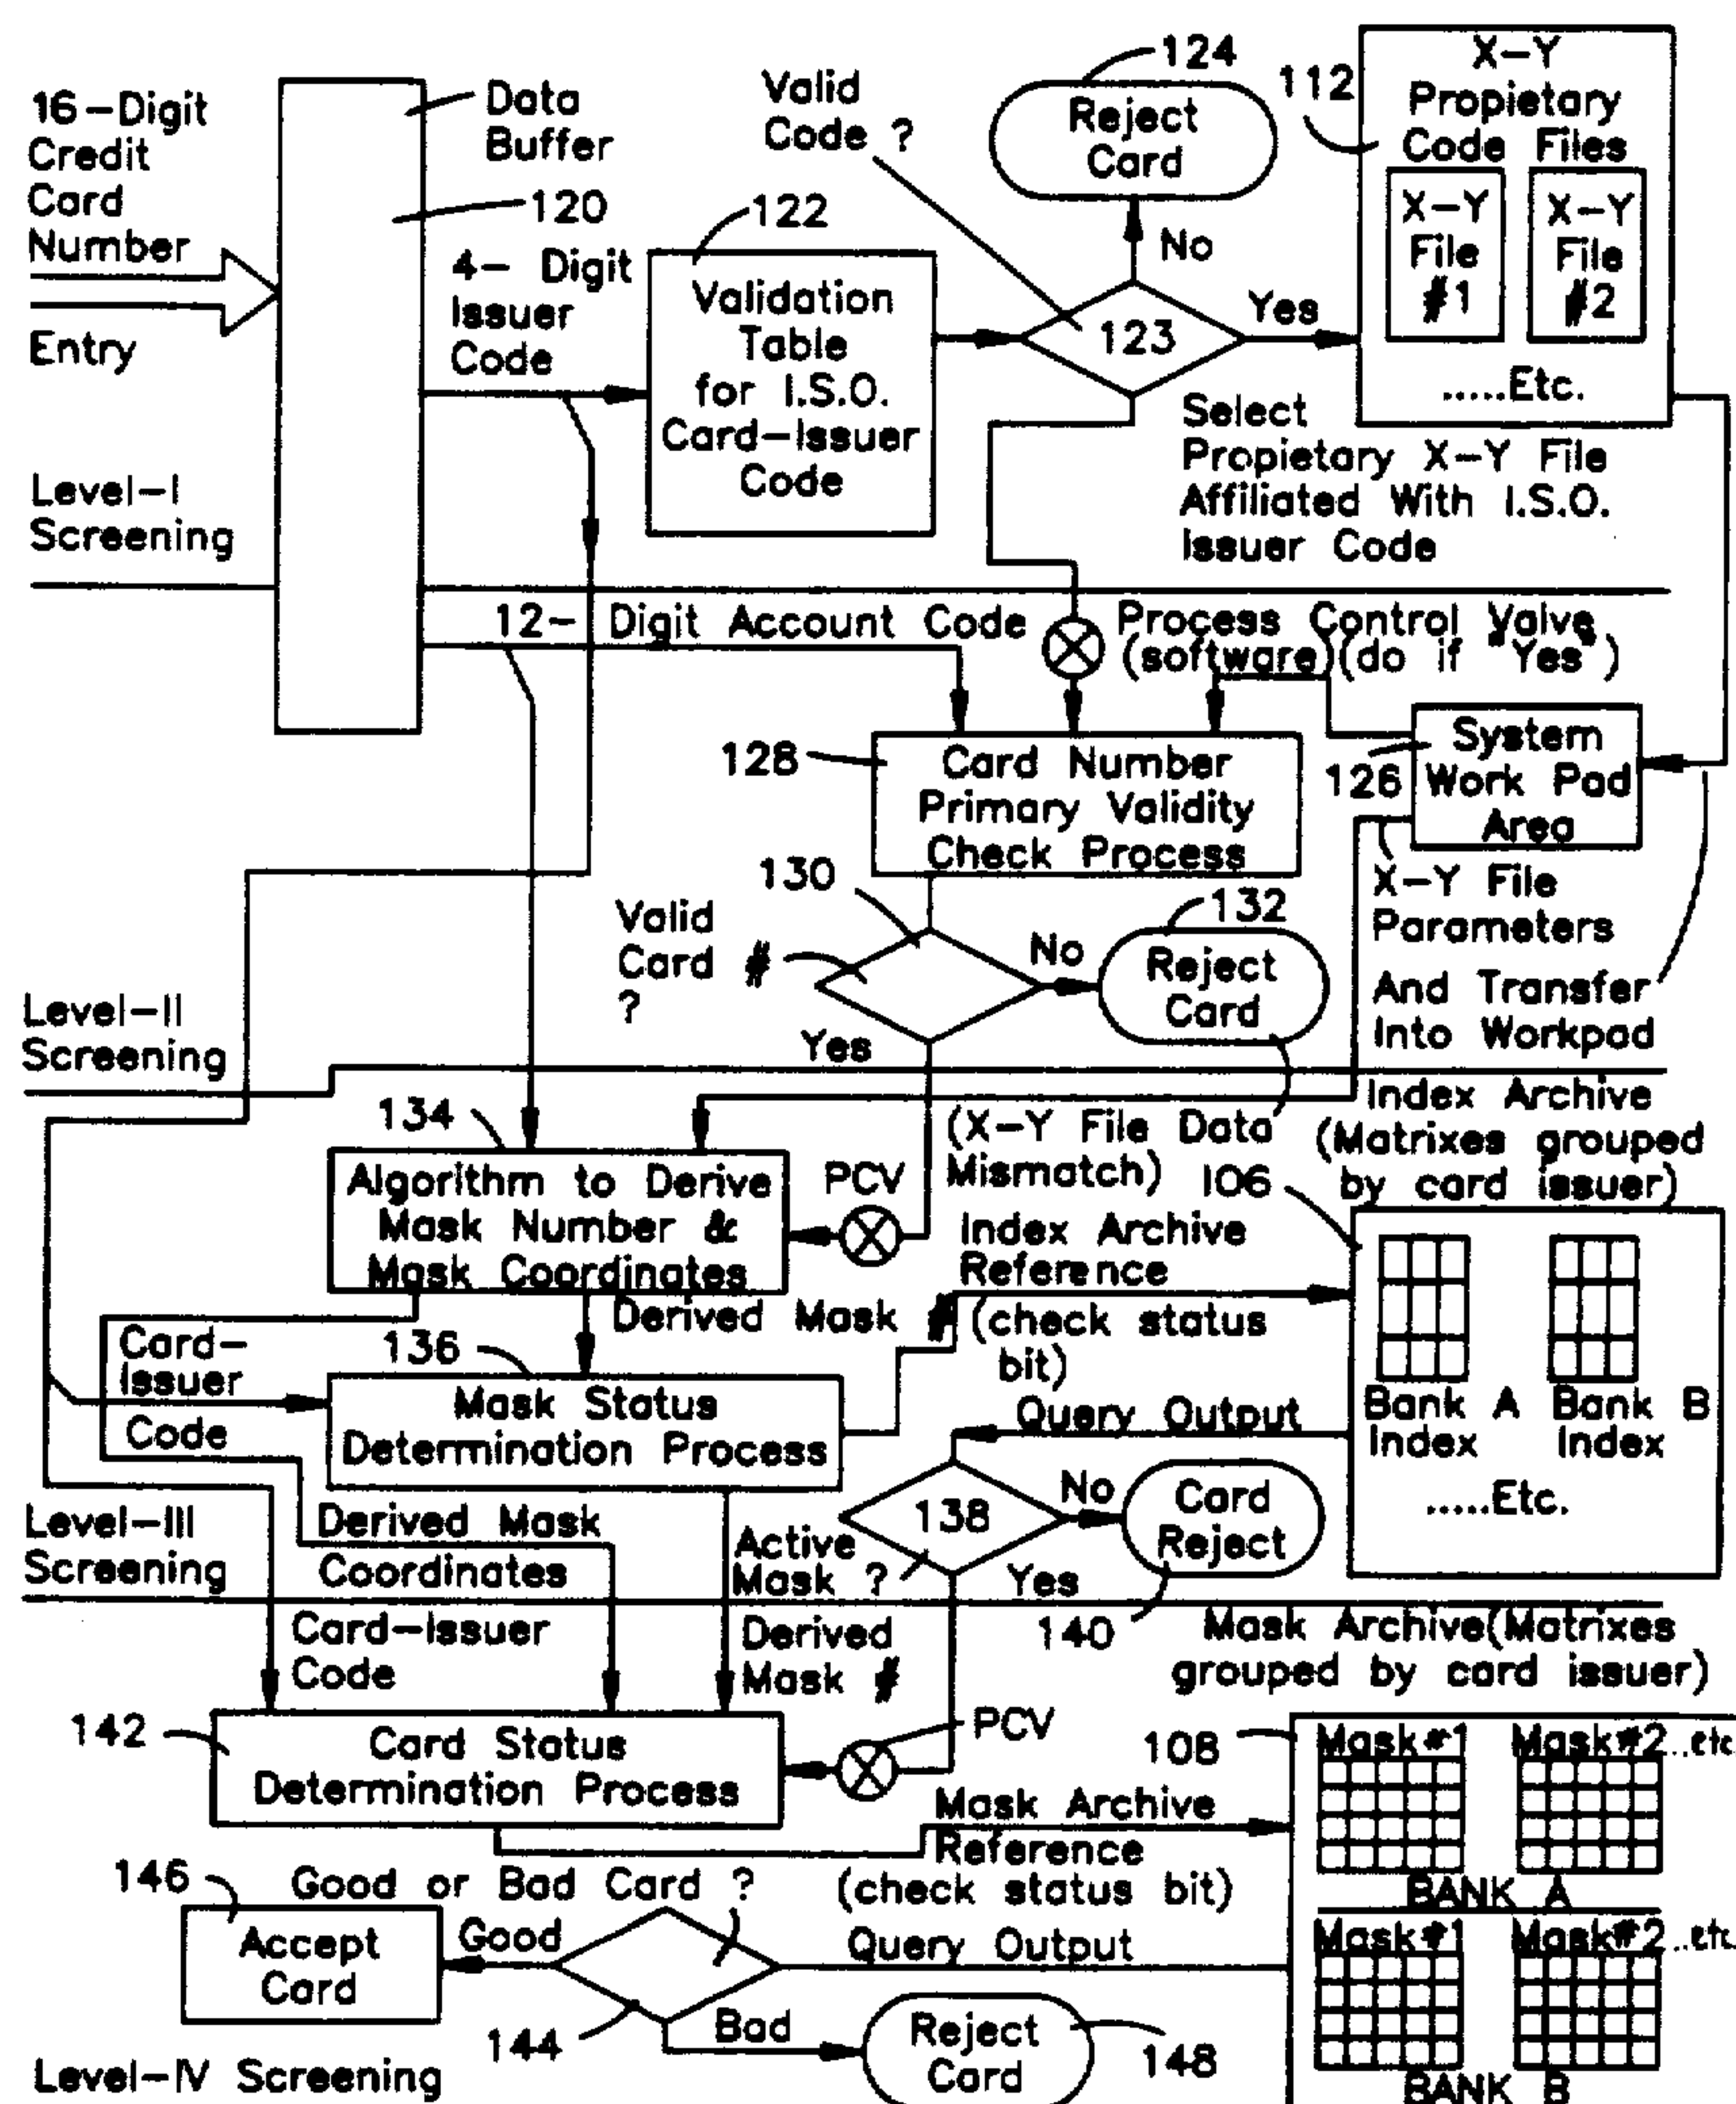 16-Digit
Credit
Card
Number
Entry
Data
Buffer
120
4- Digit
Issuer
Code
122
Validation
Table
for I.S.O.
Card-Issuer
Code
Valid
Code ?
123
No
Yes
124
Reject
Card
112
X-Y
Propietary
Code Files
X-Y
File
#1
X-Y
File
#2
.....Etc.
Select
Propietary X-Y File
Affiliated With I.S.O.
Issuer Code
Level-I
Screening
12- Digit Account Code
Process Control Valve
(software)(do if "Yes")
128
Card Number
Primary Validity
Check Process
126
System
Work Pad
Area
X-Y File
Parameters
And Transfer
Into Workpad
130
Valid
Card #
?
No
Yes
132
Reject
Card
Level-II
Screening
134
Algorithm to Derive
Mask Number &
Mask Coordinates
PCV
(X-Y File Data
Mismatch)
106
Index Archive
(Matrixes grouped
by card issuer)
Index Archive
Reference
(check status
bit)
Derived Mask #
Card-
Issuer
Code
136
Mask Status
Determination Process
Query Output
Bank A
Index
Bank B
Index
.....Etc.
138
No
Yes
Card
Reject
Active
Mask ?
140
Derived Mask
Coordinates
Level-III
Screening
Card-Issuer
Code
Derived
Mask #
Mask Archive(Matrixes
grouped by card issuer)
142
Card Status
Determination Process
PCV
108
Mask#1
Mask#2..etc.
BANK A
Mask#1
Mask#2..etc.
BANK B
Mask Archive
Reference
(check status bit)
146
Good or Bad Card ?
Accept
Card
Good
Query Output
144
Bad
Reject
Card
148
Level-IV Screening